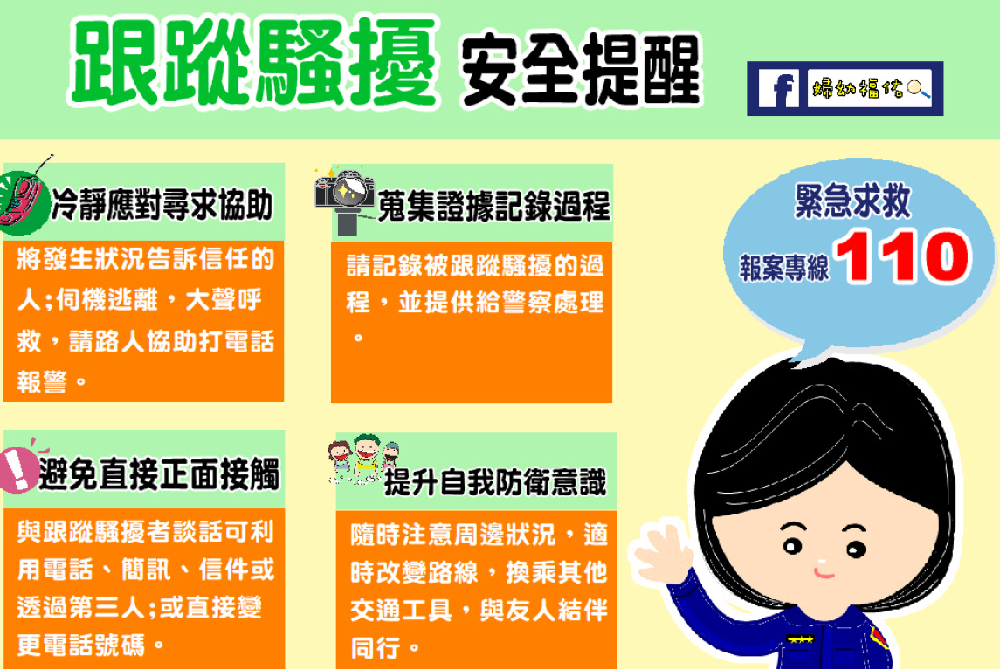 跟蹤騷擾 安全提醒
f 婦幼福佑
冷靜應對尋求協助
將發生狀況告訴信任的
人;伺機逃離,大聲呼
救,請路人協助打電話
報警。
蒐集證據記錄過程
請記錄被跟蹤騷擾的過
程,並提供給警察處理
。
緊急求救
報案專線110
避免直接正面接觸
與跟蹤騷擾者談話可利
用電話、簡訊、信件或
透過第三人;或直接變
更電話號碼。
提升自我防衛意識
隨時注意周邊狀況,適
時改變路線,換乘其他
交通工具,與友人結伴
同行。